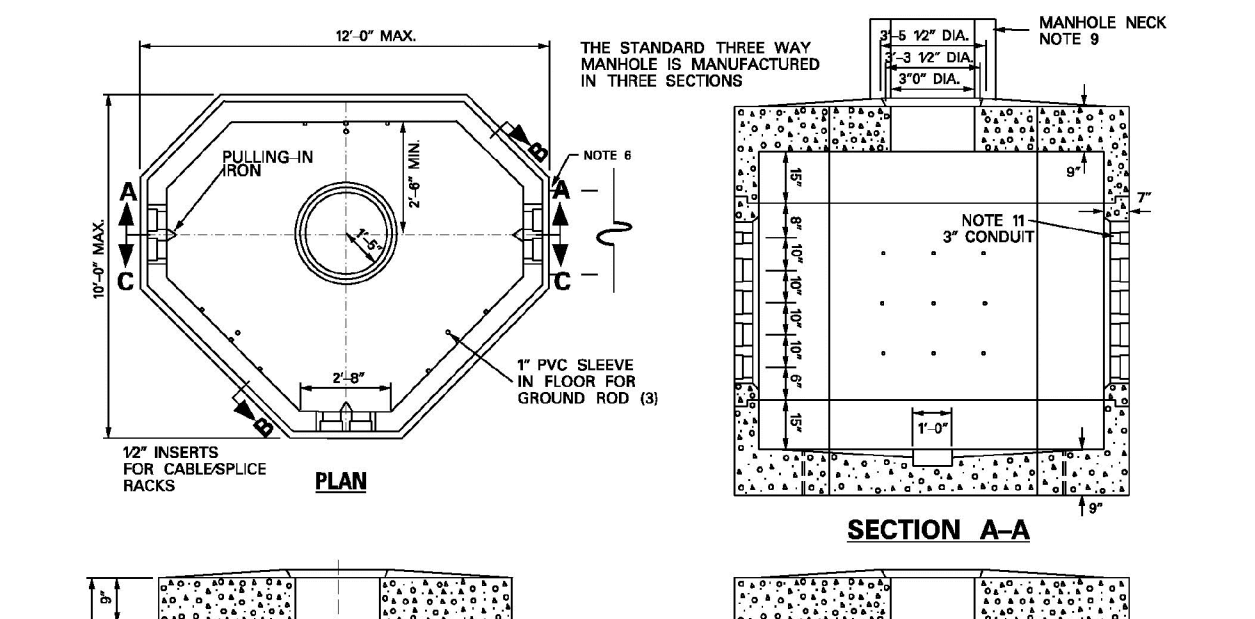 12'-0" MAX.
THE STANDARD THREE WAY
MANHOLE IS MANUFACTURED
IN THREE SECTIONS
MANHOLE NECK
NOTE 9
3'-5 1/2" DIA.
3'-3 1/2" DIA.
3"0" DIA.
PULLING-IN
IRON
2'-6" MIN.
B
NOTE 6
A
A
10'-0" MAX.
1'-5"
C
C
1" PVC SLEEVE
IN FLOOR FOR
GROUND ROD (3)
2'-8"
B
1/2" INSERTS
FOR CABLE/SPLICE
RACKS
PLAN
15"
9"
7"
NOTE 11
3" CONDUIT
8"
10"
10"
10"
10"
6"
15"
1'-0"
9"
SECTION A-A
9"